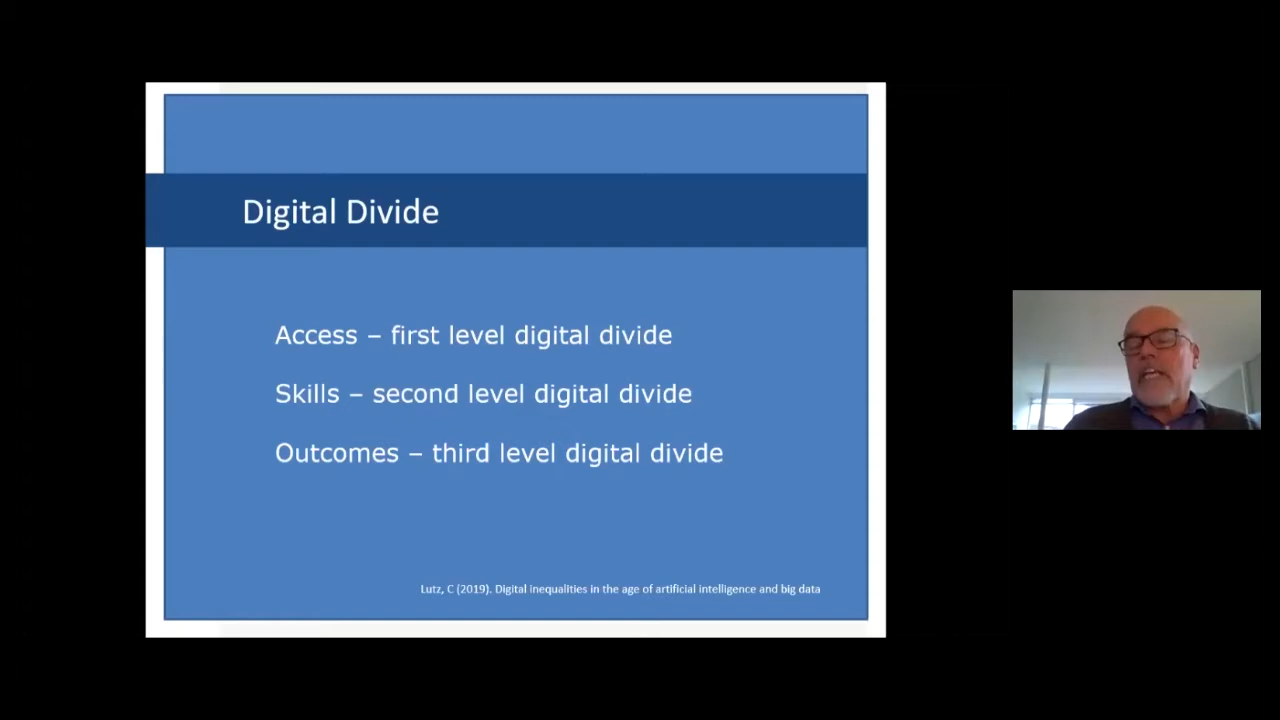 Digital Divide
Access – first level digital divide
Skills – second level digital divide
Outcomes – third level digital divide
Lutz, C (2019). Digital inequalities in the age of artificial intelligence and big data